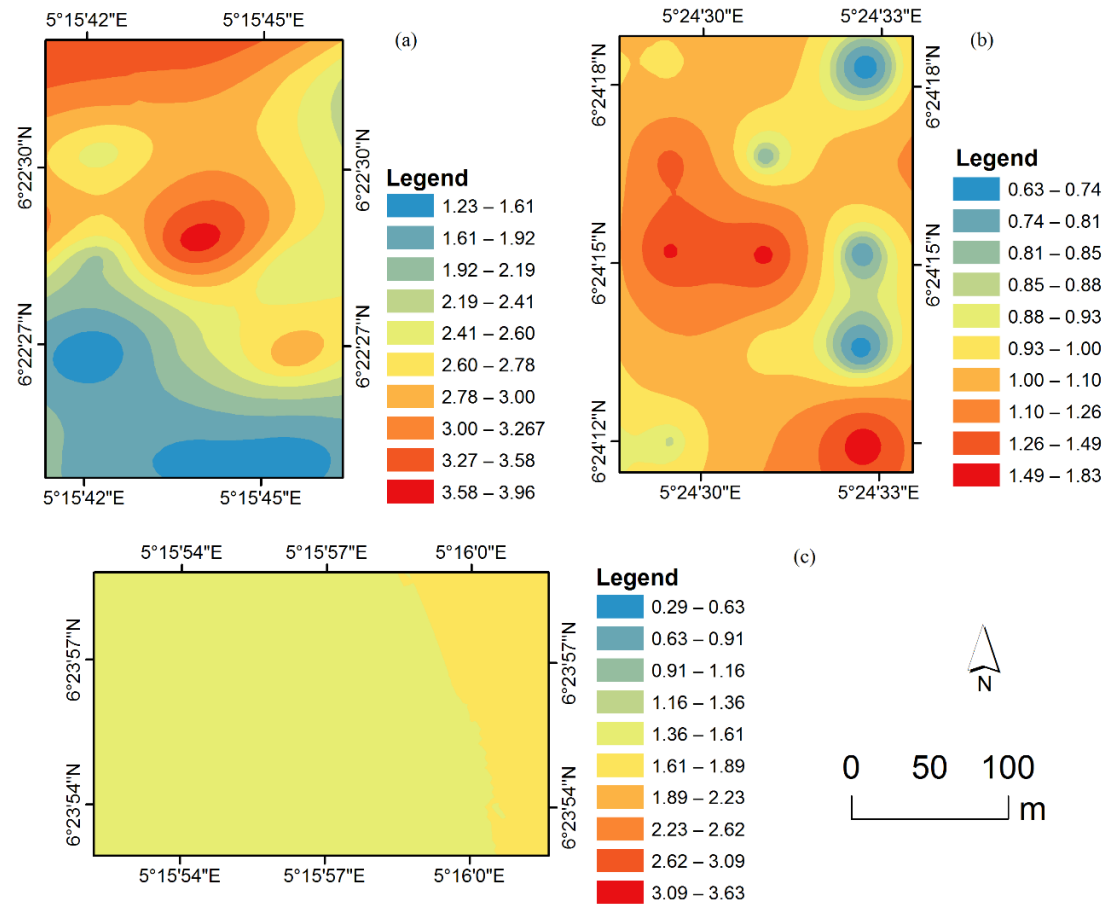 5°15'42"E 5°15'45"E
(a)
6°22'30"N
6°22'27"N
6°22'30"N
6°22'27"N
5°15'42"E 5°15'45"E
Legend
1.23 – 1.61
1.61 – 1.92
1.92 – 2.19
2.19 – 2.41
2.41 – 2.60
2.60 – 2.78
2.78 – 3.00
3.00 – 3.267
3.27 – 3.58
3.58 – 3.96
5°24'30"E 5°24'33"E
(b)
6°24'18"N
6°24'15"N
6°24'12"N
6°24'18"N
6°24'15"N
5°24'30"E 5°24'33"E
Legend
0.63 – 0.74
0.74 – 0.81
0.81 – 0.85
0.85 – 0.88
0.88 – 0.93
0.93 – 1.00
1.00 – 1.10
1.10 – 1.26
1.26 – 1.49
1.49 – 1.83
5°15'54"E 5°15'57"E 5°16'0"E
(c)
6°23'57"N
6°23'54"N
6°23'57"N
6°23'54"N
5°15'54"E 5°15'57"E 5°16'0"E
Legend
0.29 – 0.63
0.63 – 0.91
0.91 – 1.16
1.16 – 1.36
1.36 – 1.61
1.61 – 1.89
1.89 – 2.23
2.23 – 2.62
2.62 – 3.09
3.09 – 3.63
N
0 50 100
m